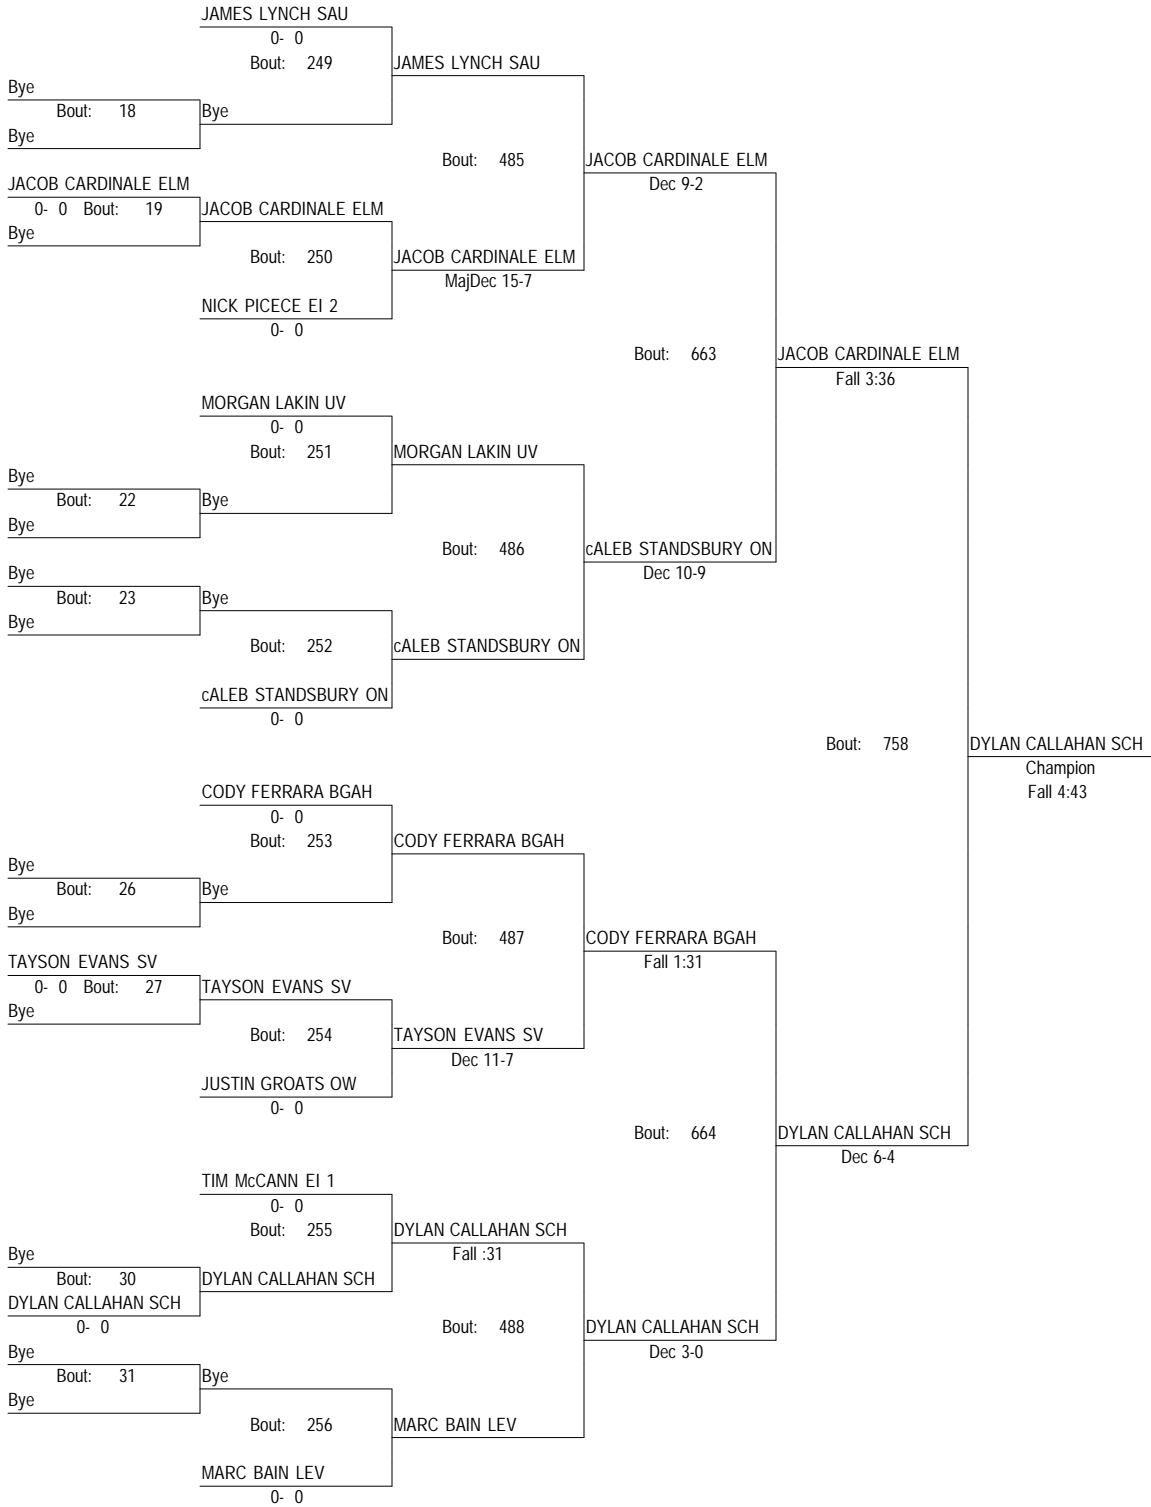 JAMES LYNCH SAU
0- 0
Bout: 249
JAMES LYNCH SAU
Bye
Bout: 18
Bye
Bye
Bout: 485
JACOB CARDINALE ELM
Dec 9-2
JACOB CARDINALE ELM
0- 0 Bout: 19
JACOB CARDINALE ELM
Bye
Bout: 250
JACOB CARDINALE ELM
MajDec 15-7
NICK PICECE EI 2
0- 0
Bout: 663
JACOB CARDINALE ELM
Fall 3:36
MORGAN LAKIN UV
0- 0
Bout: 251
MORGAN LAKIN UV
Bye
Bout: 22
Bye
Bye
Bout: 486
cALEB STANDSBURY ON
Dec 10-9
Bye
Bout: 23
Bye
Bye
Bout: 252
cALEB STANDSBURY ON
cALEB STANDSBURY ON
0- 0
Bout: 758
DYLAN CALLAHAN SCH
Champion
Fall 4:43
CODY FERRARA BGAH
0- 0
Bout: 253
CODY FERRARA BGAH
Bye
Bout: 26
Bye
Bye
Bout: 487
CODY FERRARA BGAH
Fall 1:31
TAYSON EVANS SV
0- 0 Bout: 27
TAYSON EVANS SV
Bye
Bout: 254
TAYSON EVANS SV
Dec 11-7
JUSTIN GROATS OW
0- 0
Bout: 664
DYLAN CALLAHAN SCH
Dec 6-4
TIM McCANN EI 1
0- 0
Bout: 255
DYLAN CALLAHAN SCH
Fall :31
Bye
Bout: 30
DYLAN CALLAHAN SCH
DYLAN CALLAHAN SCH
0- 0
Bout: 488
DYLAN CALLAHAN SCH
Dec 3-0
Bye
Bout: 31
Bye
Bye
Bout: 256
MARC BAIN LEV
MARC BAIN LEV
0- 0